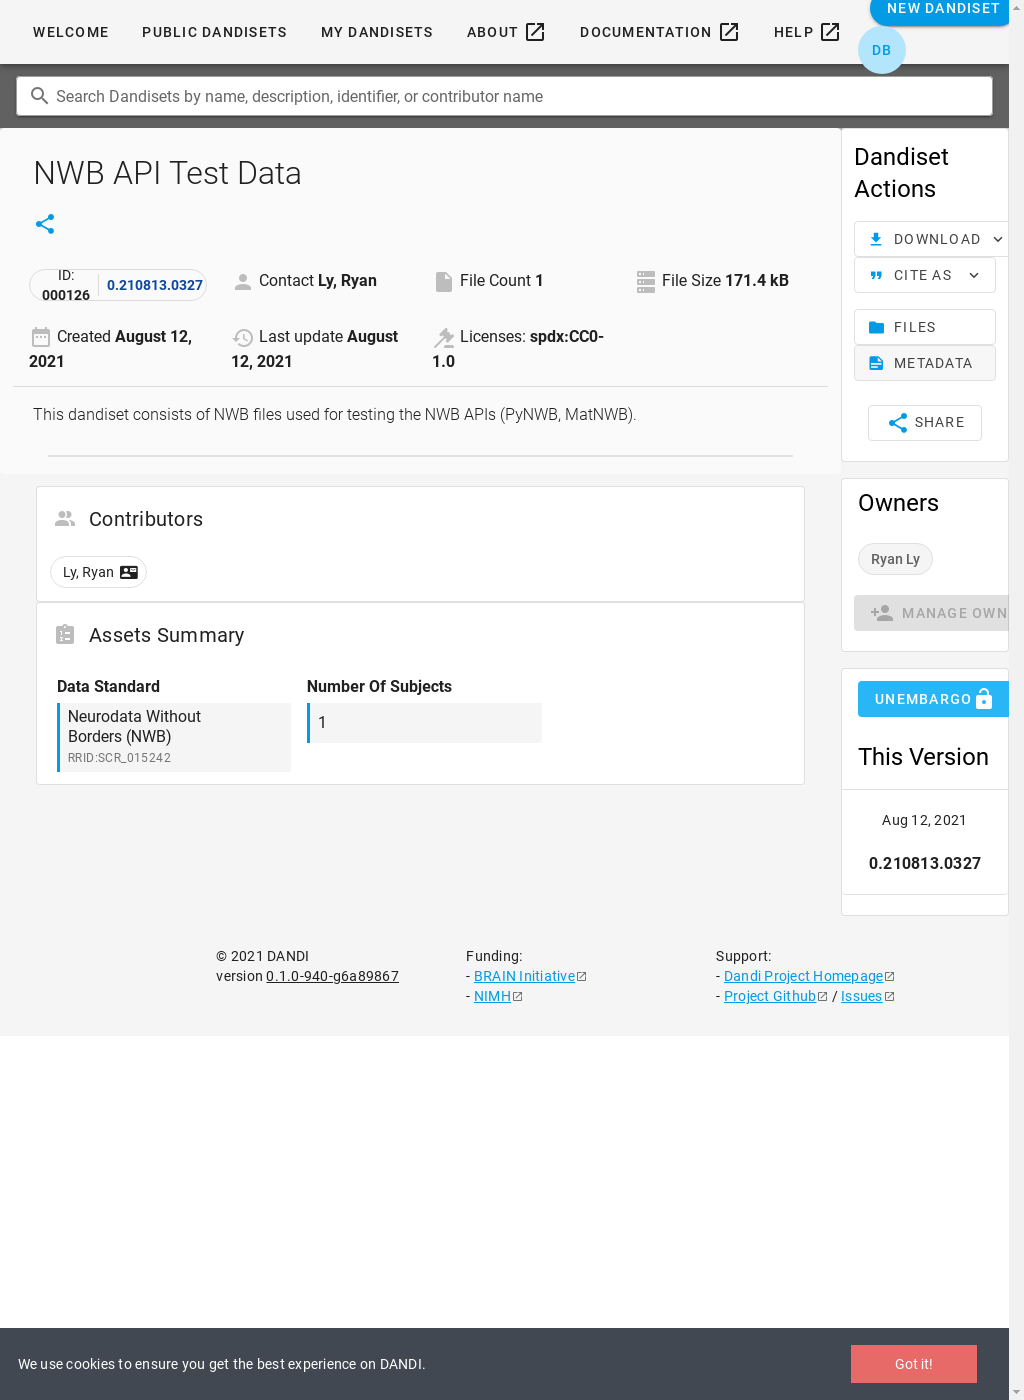 NEW DANDISET
WELCOME PUBLIC DANDISETS MY DANDISETS ABOUT DOCUMENTATION HELP
DB
Search Dandisets by name, description, identifier, or contributor name
NWB API Test Data
ID:
000126
0.210813.0327
Contact Ly, Ryan
File Count 1
File Size 171.4 kB
Created August 12,
2021
Last update August
12, 2021
Licenses: spdx:CC0-
1.0
This dandiset consists of NWB files used for testing the NWB APIs (PyNWB, MatNWB).
Contributors
Ly, Ryan
Assets Summary
Data Standard
Neurodata Without
Borders (NWB)
RRID:SCR_015242
Number Of Subjects
1
Dandiset
Actions
DOWNLOAD
CITE AS
FILES
METADATA
SHARE
Owners
Ryan Ly
MANAGE OWN
UNEMBARGO
This Version
Aug 12, 2021
0.210813.0327
© 2021 DANDI
version 0.1.0-940-g6a89867
Funding:
- BRAIN Initiative
- NIMH
Support:
- Dandi Project Homepage
- Project Github / Issues
We use cookies to ensure you get the best experience on DANDI.
Got it!